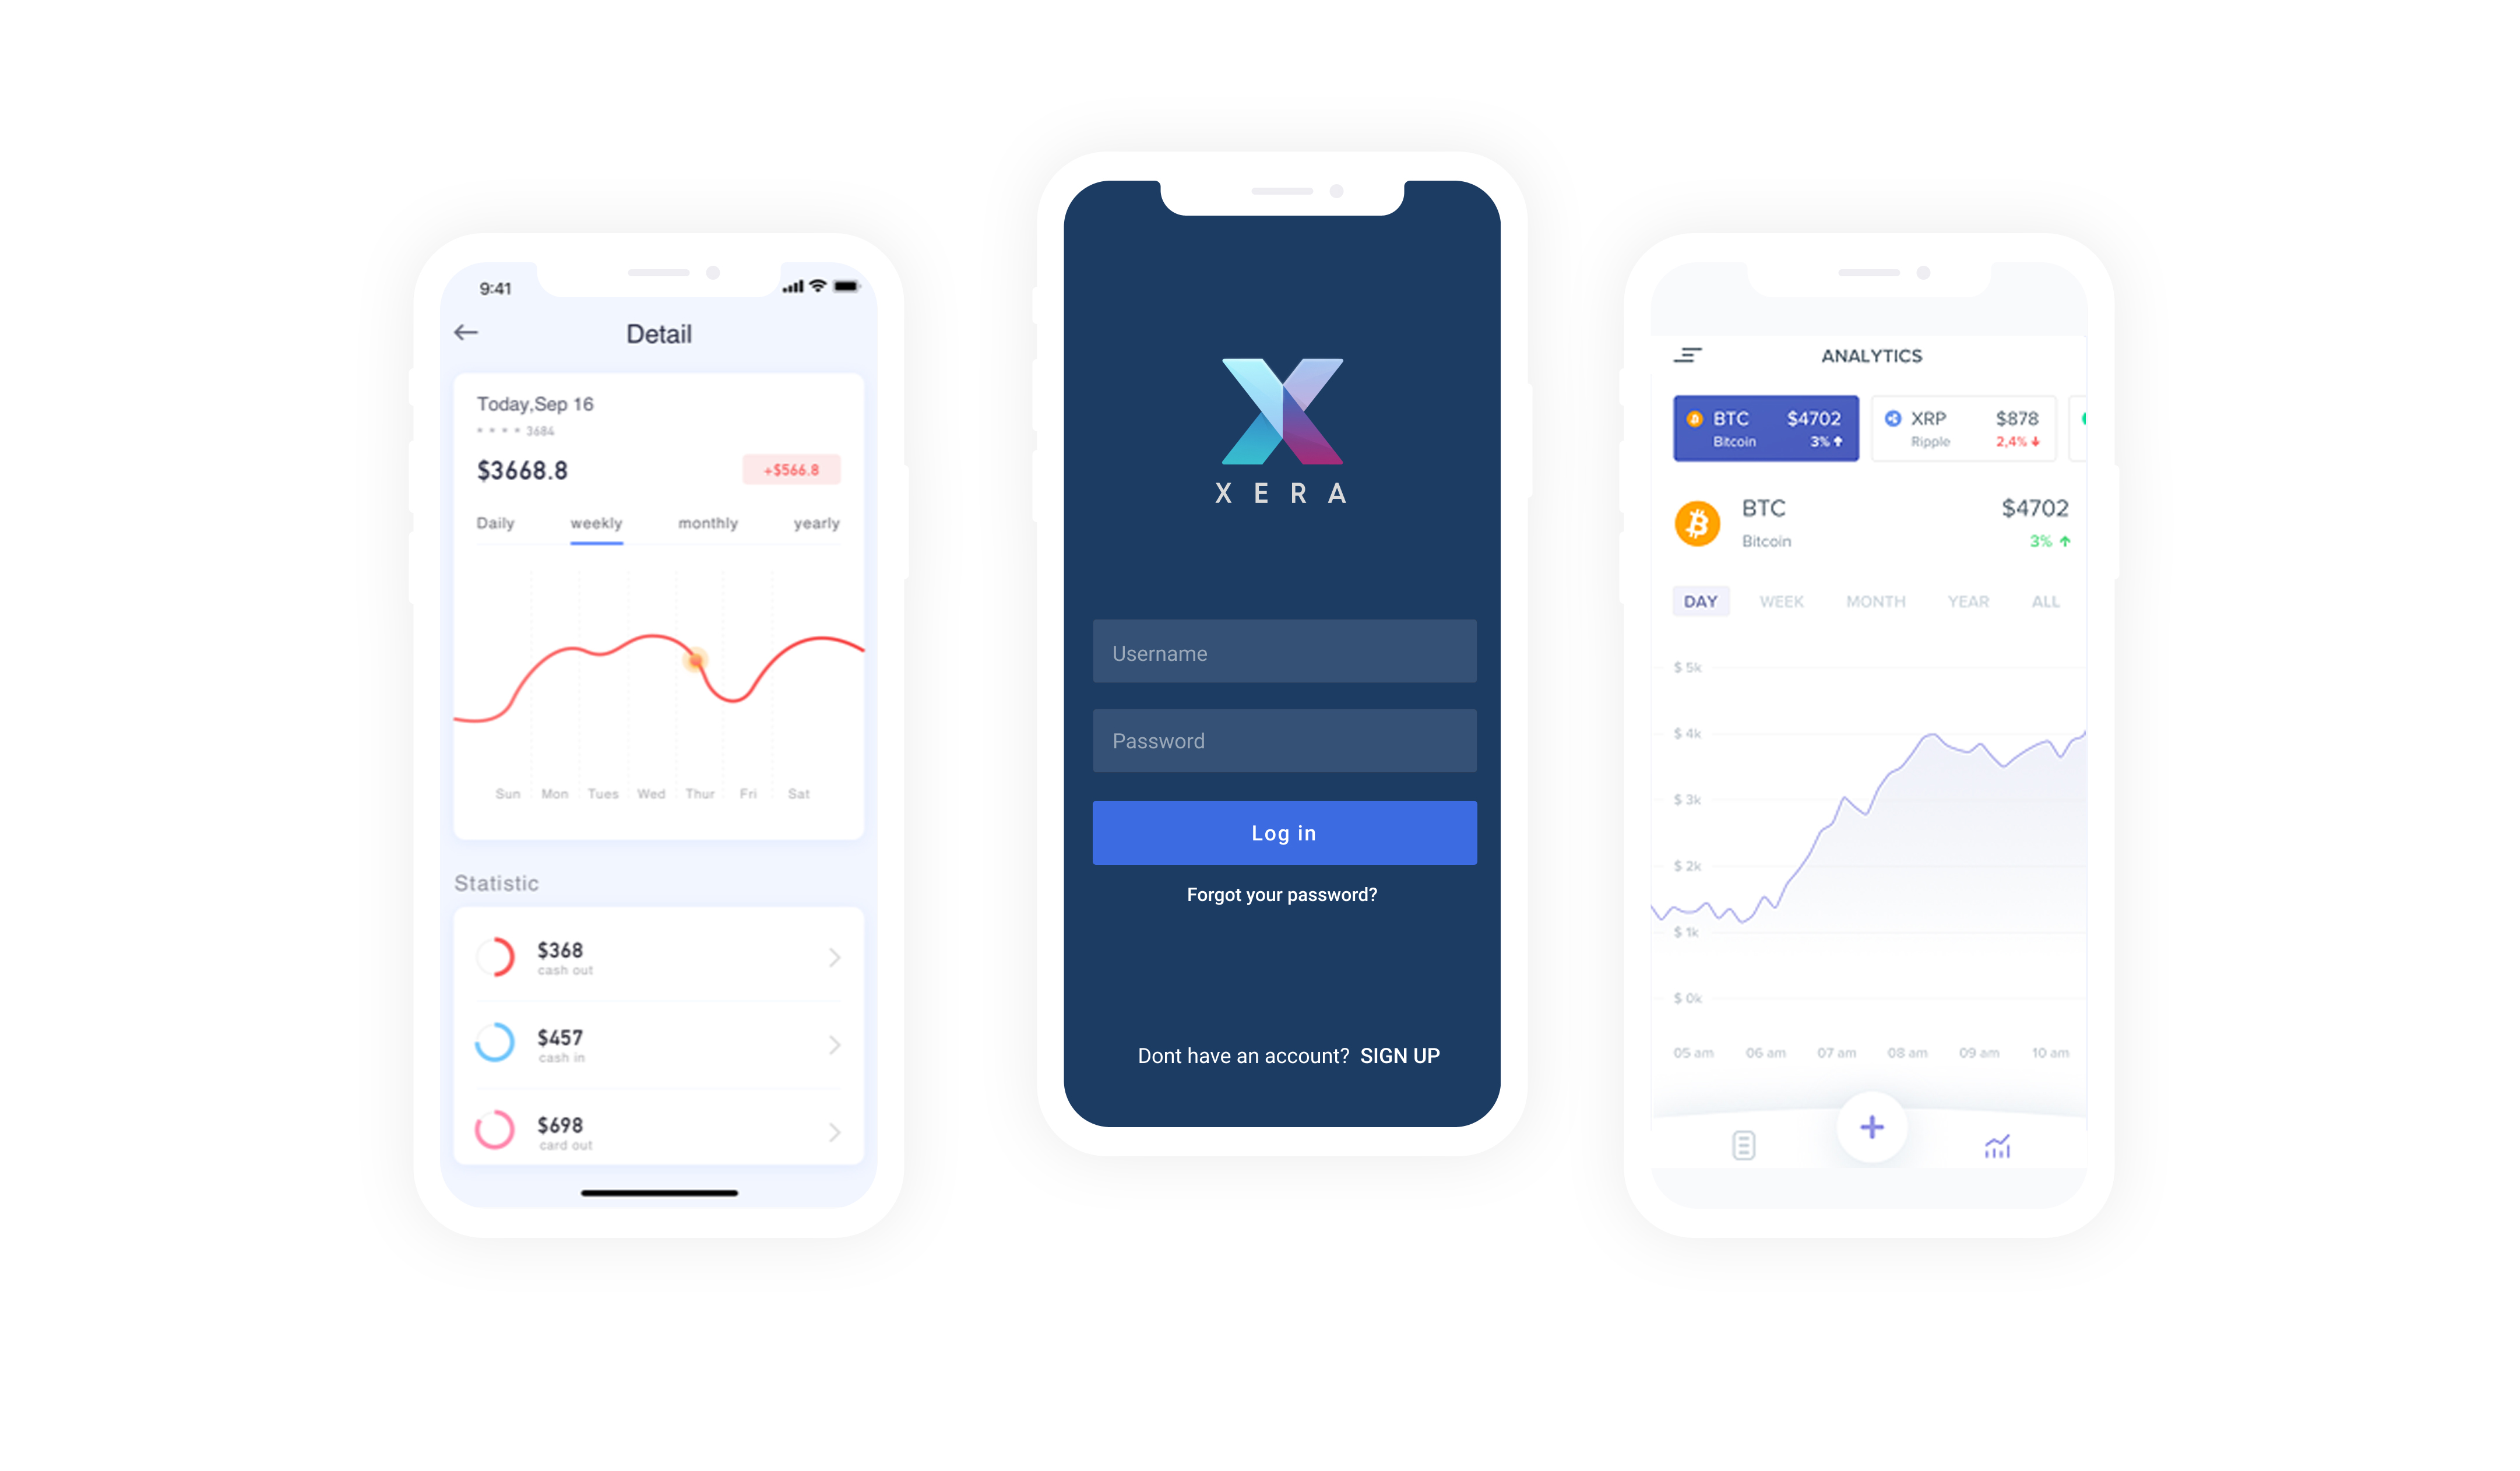 9:41
Detail
Today,Sep 16
* * * * 3684
$3668.8 +$566.8
Daily weekly monthly yearly
Sun Mon Tues Wed Thur Fri Sat
Statistic
$368
cash out
$457
cash in
$698
card out
XERA
Username
Password
Log in
Forgot your password?
Dont have an account? SIGN UP
ANALYTICS
BTC $4702 XRP $878
Bitcoin 3% Ripple 2,4%
BTC $4702
Bitcoin 3%
DAY WEEK MONTH YEAR ALL
$ 5k
$ 4k
$ 3k
$ 2k
$ 1k
$ 0k
05 am 06 am 07 am 08 am 09 am 10 am